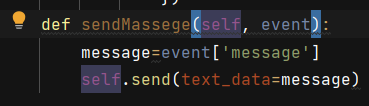 def sendMassege(self, event):
message=event['message']
self.send(text_data=message)